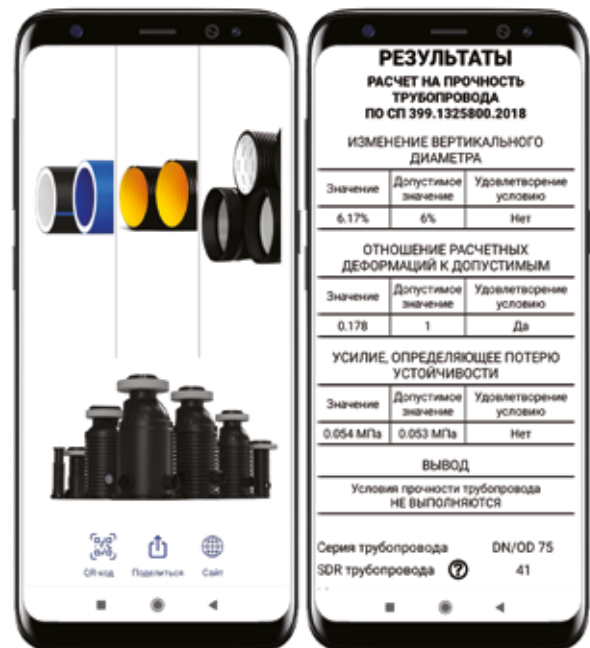 QR-код
Поделиться
Сайт
РЕЗУЛЬТАТЫ
РАСЧЕТ НА ПРОЧНОСТЬ
ТРУБОПРОВОДА
ПО СП 399.1325800.2018
ИЗМЕНЕНИЕ ВЕРТИКАЛЬНОГО
ДИАМЕТРА
Значение Допустимое значение Удовлетворение условию
6.17% 6% Нет
ОТНОШЕНИЕ РАСЧЕТНЫХ
ДЕФОРМАЦИЙ К ДОПУСТИМЫМ
Значение Допустимое значение Удовлетворение условию
0.178 1 Да
УСИЛИЕ, ОПРЕДЕЛЯЮЩЕЕ ПОТЕРЮ
УСТОЙЧИВОСТИ
Значение Допустимое значение Удовлетворение условию
0.054 МПа 0.053 МПа Нет
ВЫВОД
Условия прочности трубопровода
НЕ ВЫПОЛНЯЮТСЯ
Серия трубопровода DN/OD 75
SDR трубопровода ? 41